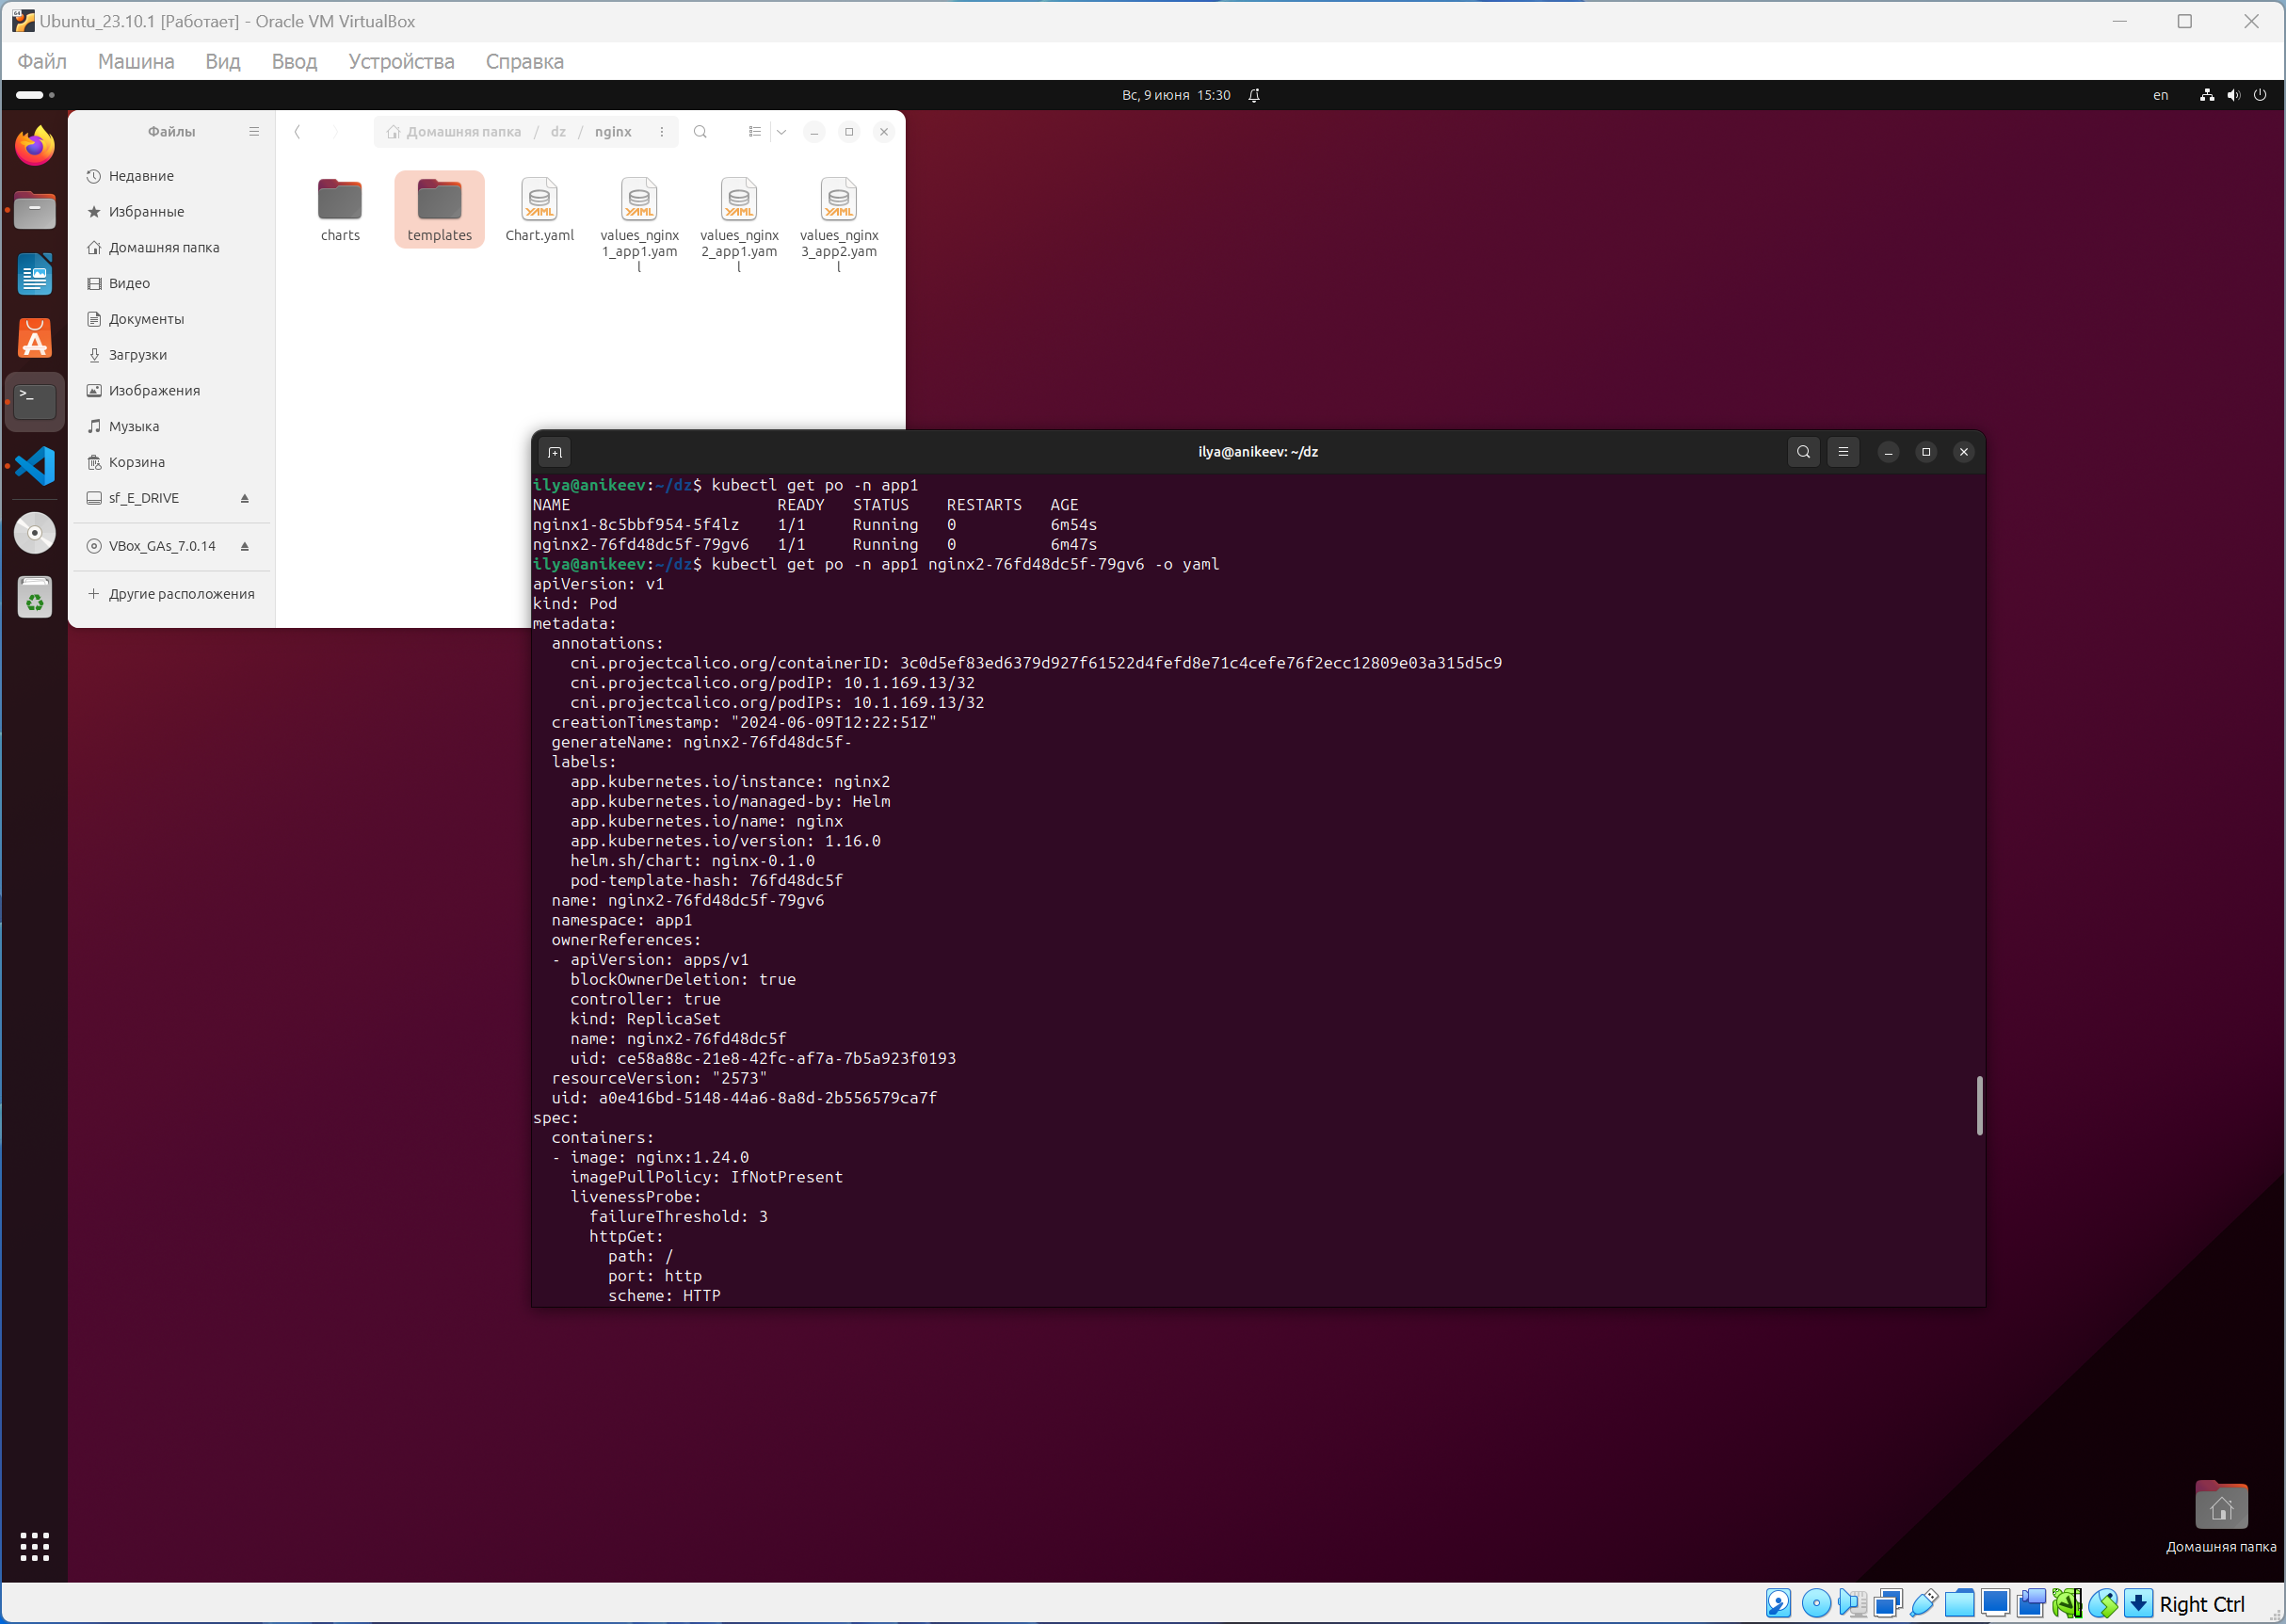 Ubuntu_23.10.1 [Работает] - Oracle VM VirtualBox
Файл Машина Вид Ввод Устройства Справка
Вс, 9 июня 15:30
en
Файлы
Домашняя папка / dz / nginx
Недавние
Избранные
Домашняя папка
Видео
Документы
Загрузки
Изображения
Музыка
Корзина
sf_E_DRIVE
VBox_GAs_7.0.14
Другие расположения
charts
templates
Chart.yaml
values_nginx
1_app1.yam
l
values_nginx
2_app1.yam
l
values_nginx
3_app2.yam
l
ilya@anikeev: ~/dz
ilya@anikeev:~/dz$ kubectl get po -n app1
NAME                      READY   STATUS    RESTARTS   AGE
nginx1-8c5bbf954-5f4lz    1/1     Running   0          6m54s
nginx2-76fd48dc5f-79gv6   1/1     Running   0          6m47s
ilya@anikeev:~/dz$ kubectl get po -n app1 nginx2-76fd48dc5f-79gv6 -o yaml
apiVersion: v1
kind: Pod
metadata:
  annotations:
    cni.projectcalico.org/containerID: 3c0d5ef83ed6379d927f61522d4fefd8e71c4cefe76f2ecc12809e03a315d5c9
    cni.projectcalico.org/podIP: 10.1.169.13/32
    cni.projectcalico.org/podIPs: 10.1.169.13/32
  creationTimestamp: "2024-06-09T12:22:51Z"
  generateName: nginx2-76fd48dc5f-
  labels:
    app.kubernetes.io/instance: nginx2
    app.kubernetes.io/managed-by: Helm
    app.kubernetes.io/name: nginx
    app.kubernetes.io/version: 1.16.0
    helm.sh/chart: nginx-0.1.0
    pod-template-hash: 76fd48dc5f
  name: nginx2-76fd48dc5f-79gv6
  namespace: app1
  ownerReferences:
  - apiVersion: apps/v1
    blockOwnerDeletion: true
    controller: true
    kind: ReplicaSet
    name: nginx2-76fd48dc5f
    uid: ce58a88c-21e8-42fc-af7a-7b5a923f0193
  resourceVersion: "2573"
  uid: a0e416bd-5148-44a6-8a8d-2b556579ca7f
spec:
  containers:
  - image: nginx:1.24.0
    imagePullPolicy: IfNotPresent
    livenessProbe:
      failureThreshold: 3
      httpGet:
        path: /
        port: http
        scheme: HTTP
Домашняя папка
Right Ctrl